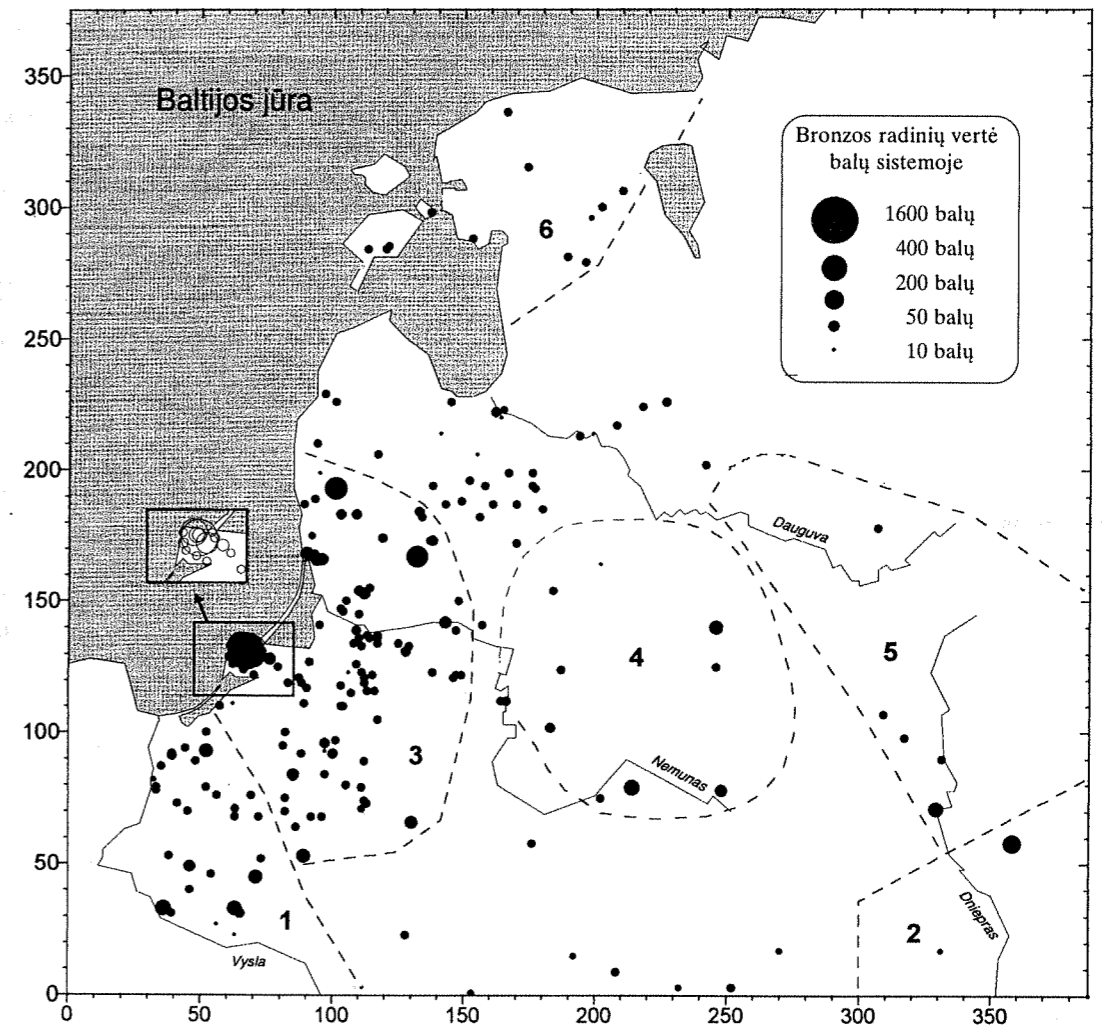 350
300
250
200
150
100
50
0
Baltijos jūra
Bronzos radinių vertė
balų sistemoje
1600 balų
400 balų
200 balų
50 balų
10 balų
6
Dauguva
5
4
3
Nemunas
1
2
Dniepras
Vysla
0 50 100 150 200 250 300 350